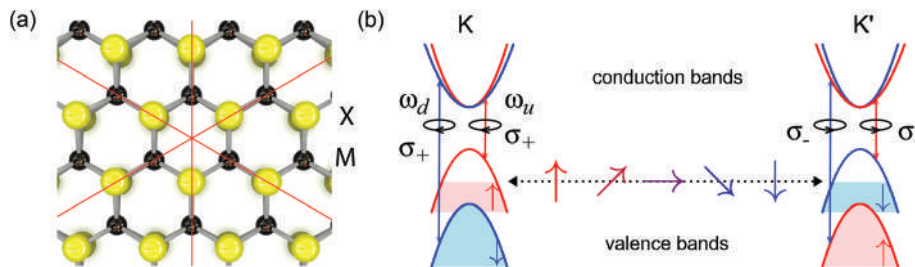 (a)
X
M
(b)
K
K'
conduction bands
ω_d
ω_u
σ_+
σ_+
σ_-
σ
valence bands